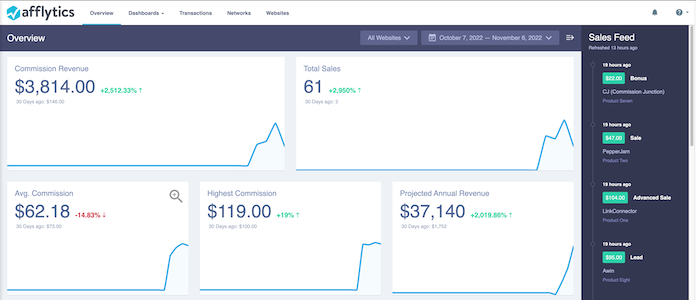 afflytics
Overview
Dashboards
Transactions
Networks
Websites
Overview
All Websites
October 7, 2022 — November 6, 2022
Commission Revenue
$3,814.00 +2,512.33% ↑
30 Days ago: $146.00
Total Sales
61 +2,950% ↑
30 Days ago: 2
Avg. Commission
$62.18 -14.83% ↓
30 Days ago: $73.00
Highest Commission
$119.00 +19% ↑
30 Days ago: $100.00
Projected Annual Revenue
$37,140 +2,019.86% ↑
30 Days ago: $1,752
Sales Feed
Refreshed 13 hours ago
19 hours ago
$22.00 Bonus
CJ (Commission Junction)
Product Seven
19 hours ago
$47.00 Sale
PepperJam
Product Two
19 hours ago
$104.00 Advanced Sale
LinkConnector
Product One
19 hours ago
$95.00 Lead
Awin
Product Eight